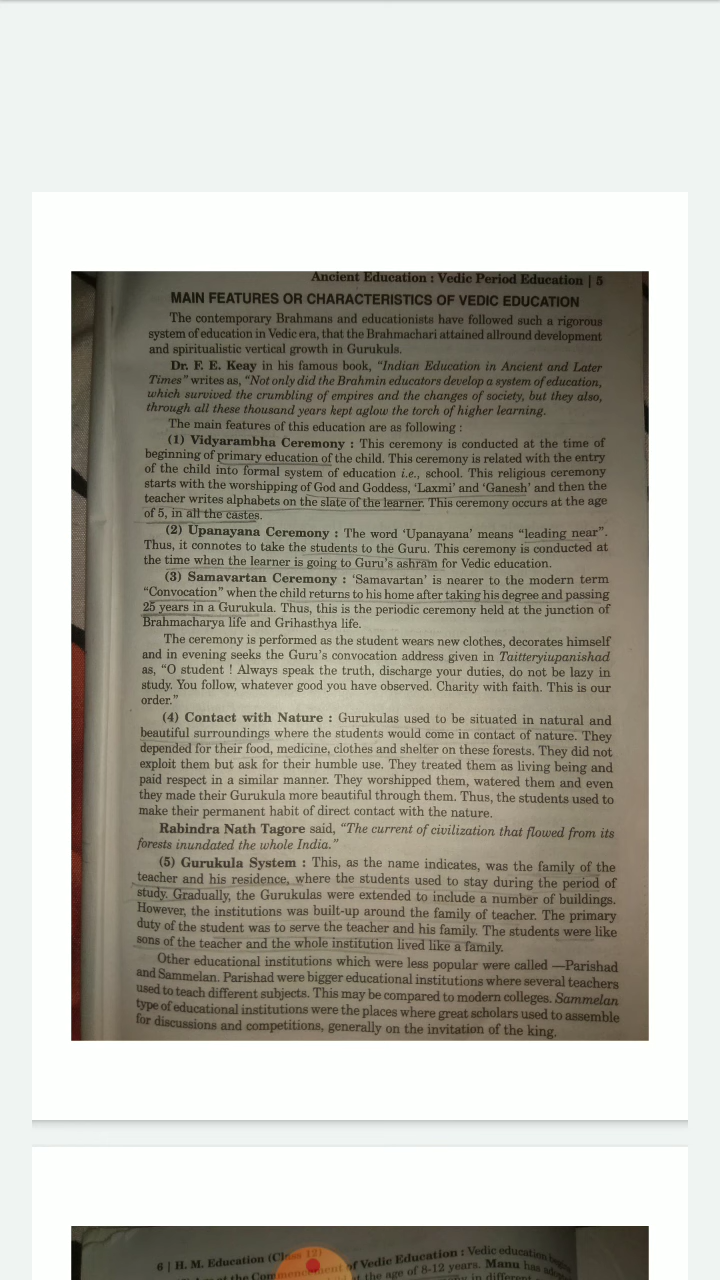 Ancient Education : Vedic Period Education | 5
MAIN FEATURES OR CHARACTERISTICS OF VEDIC EDUCATION
The contemporary Brahmans and educationists have followed such a rigorous
system of education in Vedic era, that the Brahmachari attained allround development
and spiritualistic vertical growth in Gurukula.
Dr. F. E. Keay in his famous book, “Indian Education in Ancient and Later
Times” writes as, “Not only did the Brahmin educators develop a system of education,
which survived the crumbling of empires and the changes of society, but they also,
through all these thousand years kept aglow the torch of higher learning.
The main features of this education are as following :
(1) Vidyarambha Ceremony : This ceremony is conducted at the time of
beginning of primary education of the child. This ceremony is related with the entry
of the child into formal system of education i.e., school. This religious ceremony
starts with the worshipping of God and Goddess, ‘Laxmi’ and ‘Ganesh’ and then the
teacher writes alphabets on the slate of the learner. This ceremony occurs at the age
of 5, in all the castes.
(2) Upanayana Ceremony : The word ‘Upanayana’ means “leading near”.
Thus, it connotes to take the students to the Guru. This ceremony is conducted at
the time when the learner is going to Guru’s ashram for Vedic education.
(3) Samavartan Ceremony : ‘Samavartan’ is nearer to the modern term
“Convocation” when the child returns to his home after taking his degree and passing
25 years in a Gurukula. Thus, this is the periodic ceremony held at the junction of
Brahmacharya life and Grihasthya life.
The ceremony is performed as the student wears new clothes, decorates himself
and in evening seeks the Guru’s convocation address given in Taitteryiupanishad
as, “O student ! Always speak the truth, discharge your duties, do not be lazy in
study. You follow, whatever good you have observed. Charity with faith. This is our
order.”
(4) Contact with Nature : Gurukulas used to be situated in natural and
beautiful surroundings where the students would come in contact of nature. They
depended for their food, medicine, clothes and shelter on these forests. They did not
exploit them but ask for their humble use. They treated them as living being and
paid respect in a similar manner. They worshipped them, watered them and even
they made their Gurukula more beautiful through them. Thus, the students used to
make their permanent habit of direct contact with the nature.
Rabindra Nath Tagore said, “The current of civilization that flowed from its
forests inundated the whole India.”
(5) Gurukula System : This, as the name indicates, was the family of the
teacher and his residence, where the students used to stay during the period of
study. Gradually, the Gurukulas were extended to include a number of buildings.
However, the institutions was built-up around the family of teacher. The primary
duty of the student was to serve the teacher and his family. The students were like
sons of the teacher and the whole institution lived like a family.
Other educational institutions which were less popular were called —Parishad
and Sammelan. Parishad were bigger educational institutions where several teachers
used to teach different subjects. This may be compared to modern colleges. Sammelan
type of educational institutions were the places where great scholars used to assemble
for discussions and competitions, generally on the invitation of the king.
6 | H. M. Education (Class 12)
of Vedic Education : Vedic education
the age of 8-12 years. Manu has
in different